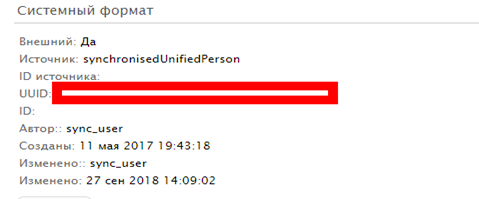 Системный формат
Внешний: Да
Источник: synchronisedUnifiedPerson
ID источника:
UUID:
ID:
Автор:: sync_user
Созданы: 11 мая 2017 19:43:18
Изменено:: sync_user
Изменено: 27 сен 2018 14:09:02